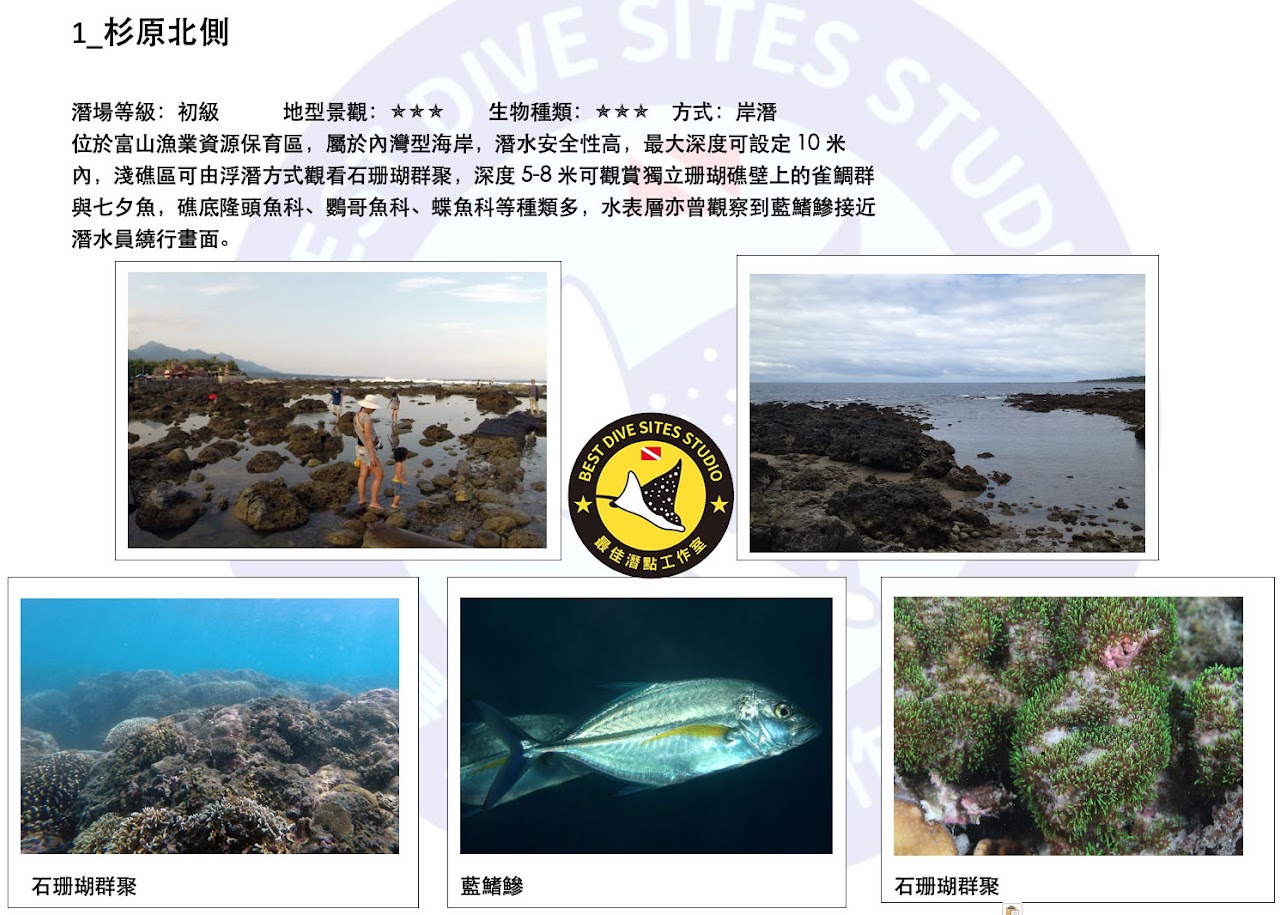 1_杉原北側
潛場等級：初級 地型景觀：✭✭✭ 生物種類：✭✭✭ 方式：岸潛
位於富山漁業資源保育區，屬於內灣型海岸，潛水安全性高，最大深度可設定 10 米
內，淺礁區可由浮潛方式觀看石珊瑚群聚，深度 5-8 米可觀賞獨立珊瑚礁壁上的雀鯛群
與七夕魚，礁底隆頭魚科、鸚哥魚科、蝶魚科等種類多，水表層亦曾觀察到藍鰭鰺接近
潛水員繞行畫面。
BEST DIVE SITES STUDIO
最佳潛點工作室
BEST DIVE SITES STUDIO
石珊瑚群聚
藍鰭鰺
石珊瑚群聚